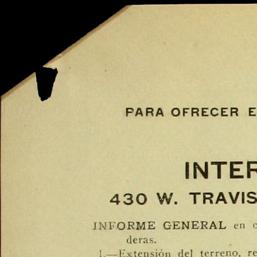 PARA OFRECER E
INTER
430 W. TRAVIS
INFORME GENERAL en
deras.
1.—Extensión del terreno, re